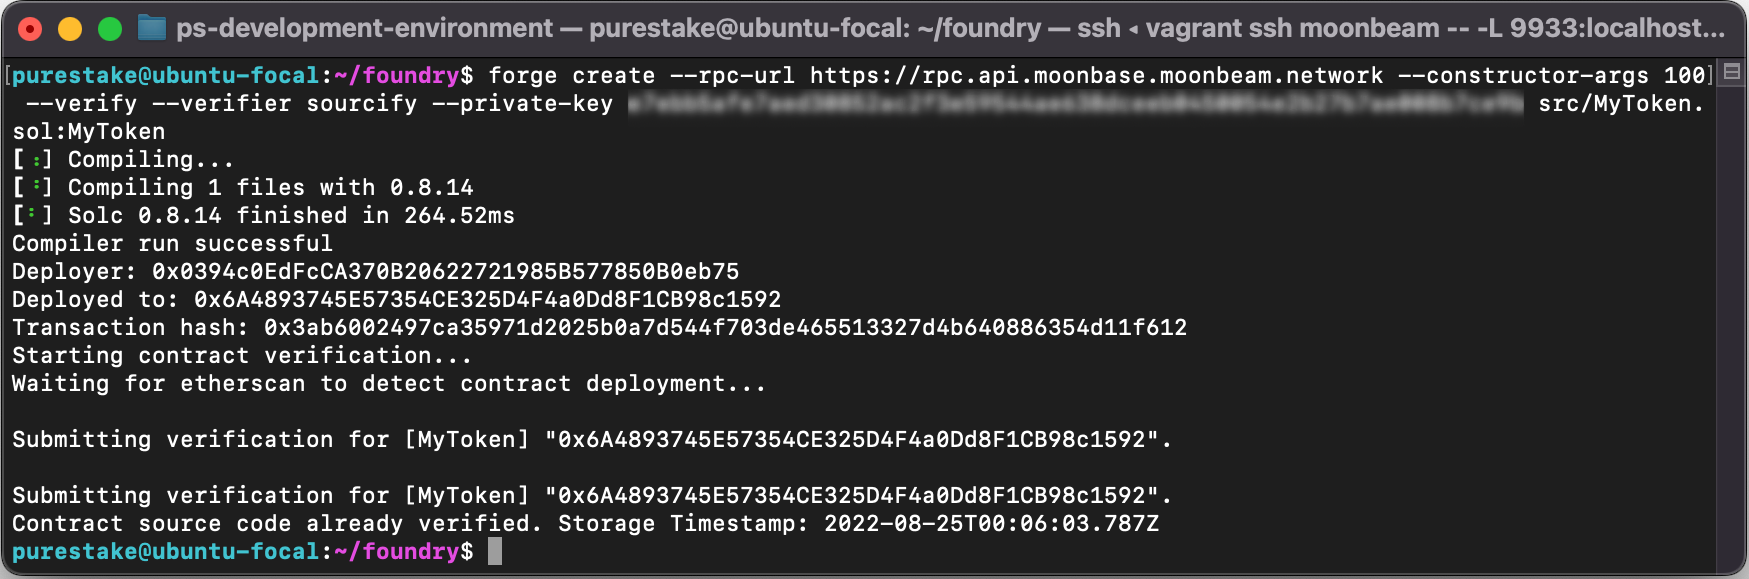 ps-development-environment — purestake@ubuntu-focal: ~/foundry — ssh ◂ vagrant ssh moonbeam -- -L 9933:localhost...
[purestake@ubuntu-focal:~/foundry$ forge create --rpc-url https://rpc.api.moonbase.moonbeam.network --constructor-args 100]
--verify --verifier sourcify --private-key src/MyToken.
sol:MyToken
[⠰] Compiling...
[⠘] Compiling 1 files with 0.8.14
[⠃] Solc 0.8.14 finished in 264.52ms
Compiler run successful
Deployer: 0x0394c0EdFcCA370B20622721985B577850B0eb75
Deployed to: 0x6A4893745E57354CE325D4F4a0Dd8F1CB98c1592
Transaction hash: 0x3ab6002497ca35971d2025b0a7d544f703de465513327d4b640886354d11f612
Starting contract verification...
Waiting for etherscan to detect contract deployment...
Submitting verification for [MyToken] "0x6A4893745E57354CE325D4F4a0Dd8F1CB98c1592".
Submitting verification for [MyToken] "0x6A4893745E57354CE325D4F4a0Dd8F1CB98c1592".
Contract source code already verified. Storage Timestamp: 2022-08-25T00:06:03.787Z
purestake@ubuntu-focal:~/foundry$